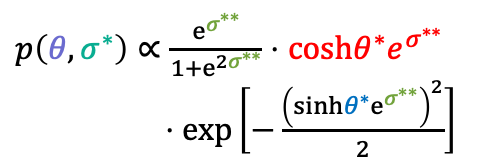 p(θ, σ*) ∝ e^{σ**} / (1+e^{2σ**}) · coshθ*e^{σ**}
· exp[−(sinhθ*e^{σ**})² / 2]